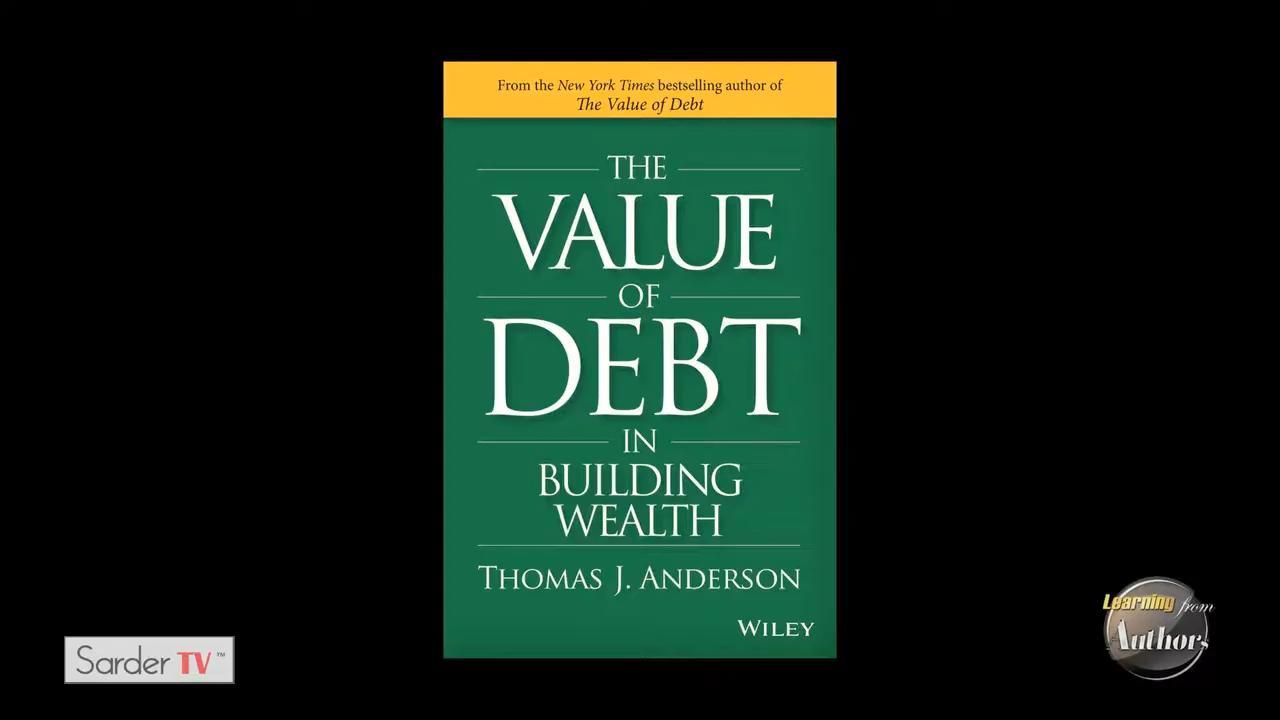 From the New York Times bestselling author of
The Value of Debt
THE
VALUE
OF
DEBT
IN
BUILDING
WEALTH
THOMAS J. ANDERSON
WILEY
Sarder TV™
Learning from
Authors